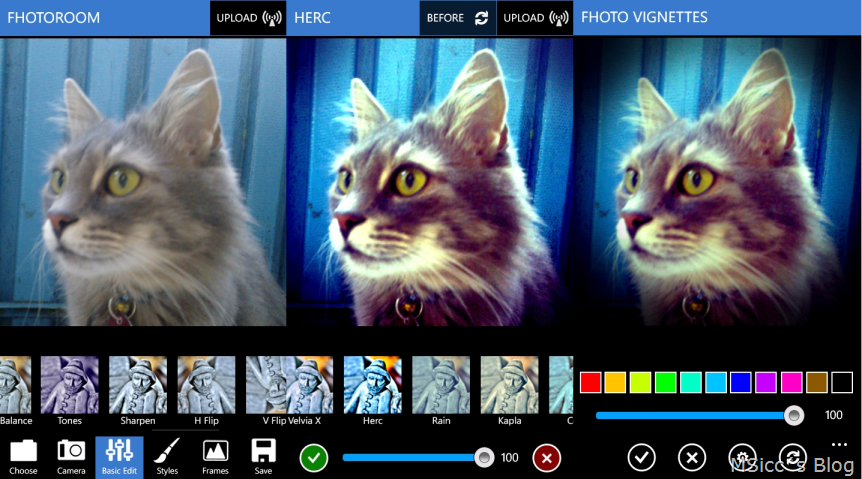 FHOTOROOM
UPLOAD
Balance Tones Sharpen H Flip V Flip
Choose Camera Basic Edit Styles Frames Save
HERC
BEFORE UPLOAD
Velvia X Herc Rain Kapla C
100
FHOTO VIGNETTES
100
MSicc´s Blog